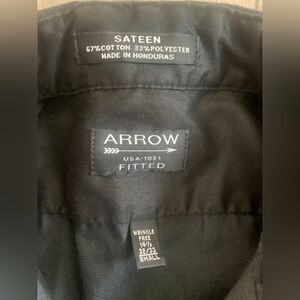 SATEEN
67%COTTON 33%POLYESTER
MADE IN HONDURAS
ARROW
USA-1851
FITTED
WRINKLE
FREE
14½
32/33
SMALL